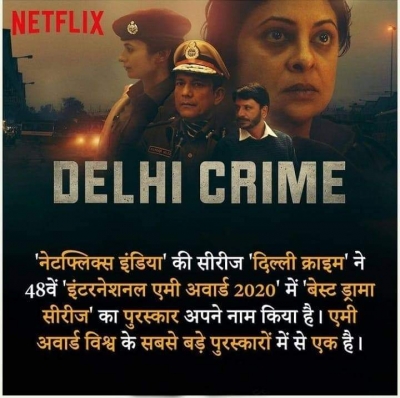 NETFLIX
DELHI CRIME
'नेटफ्लिक्स इंडिया' की सीरीज 'दिल्ली क्राइम' ने
48वें 'इंटरनेशनल एमी अवार्ड 2020' में 'बेस्ट ड्रामा
सीरीज' का पुरस्कार अपने नाम किया है। एमी
अवार्ड विश्व के सबसे बड़े पुरस्कारों में से एक है।